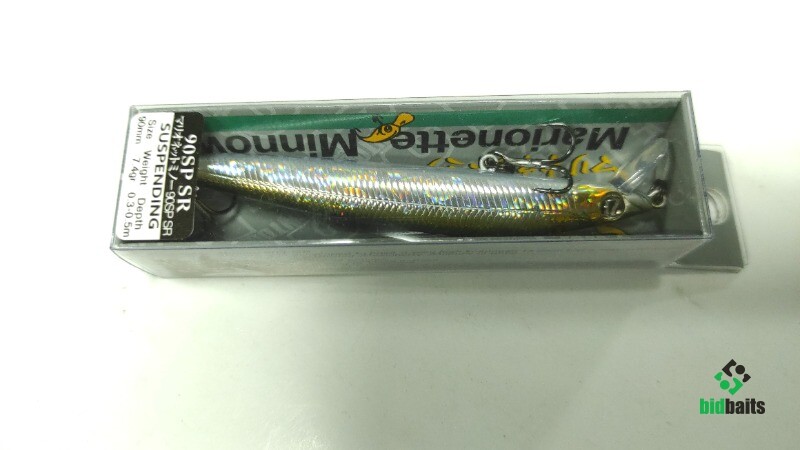 Marionette
Minnow
90SP SR
マリオネットミノー90SP SR
SUSPENDING
Size Weight Depth
90mm 7.4gr 0.3-0.5m
bidbaits